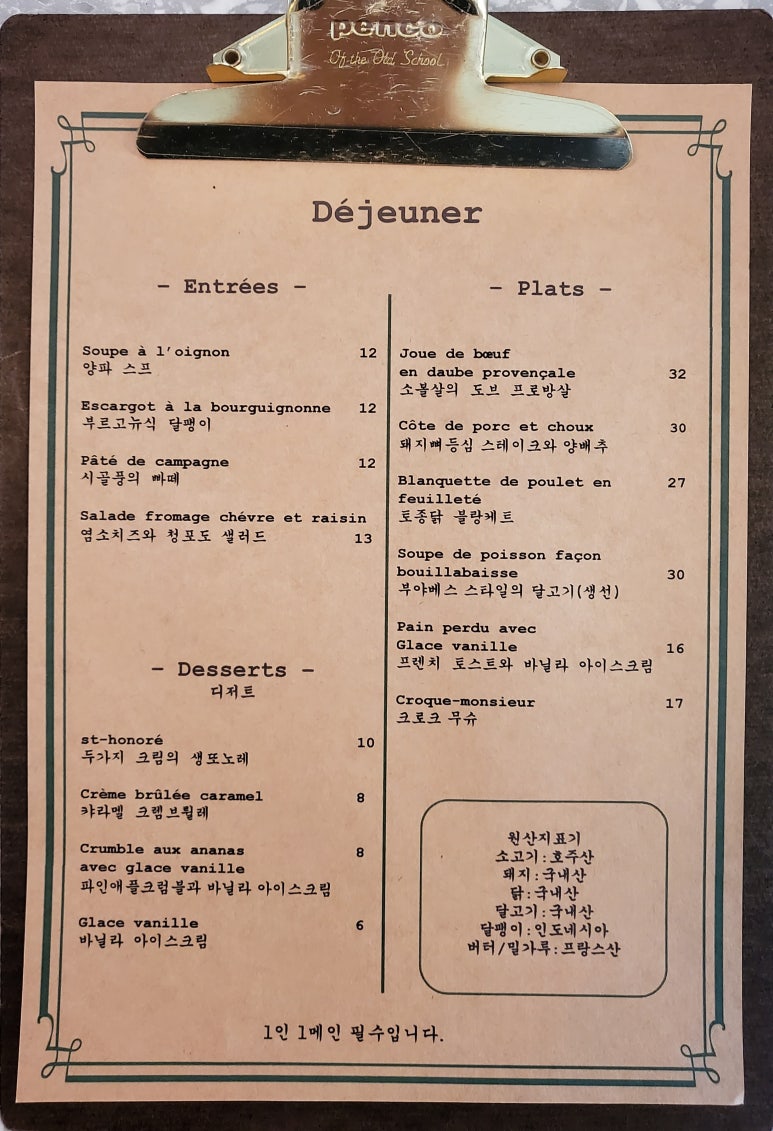 penco
Of the Old School
Déjeuner
– Entrées –
Soupe à l'oignon 12
양파 스프
Escargot à la bourguignonne 12
부르고뉴식 달팽이
Pâté de campagne 12
시골풍의 빠떼
Salade fromage chévre et raisin
염소치즈와 청포도 샐러드 13
– Desserts –
디저트
st-honoré 10
두가지 크림의 생또노레
Crème brûlée caramel 8
캬라멜 크렘브륄레
Crumble aux ananas 8
avec glace vanille
파인애플크럼블과 바닐라 아이스크림
Glace vanille 6
바닐라 아이스크림
– Plats –
Joue de bœuf
en daube provençale 32
소볼살의 도브 프로방살
Côte de porc et choux 30
돼지뼈등심 스테이크와 양배추
Blanquette de poulet en 27
feuilleté
토종닭 블랑케트
Soupe de poisson façon
bouillabaisse 30
부야베스 스타일의 달고기(생선)
Pain perdu avec
Glace vanille 16
프렌치 토스트와 바닐라 아이스크림
Croque-monsieur 17
크로크 무슈
원산지표기
소고기:호주산
돼지:국내산
닭:국내산
달고기:국내산
달팽이:인도네시아
버터/밀가루:프랑스산
1인 1메인 필수입니다.